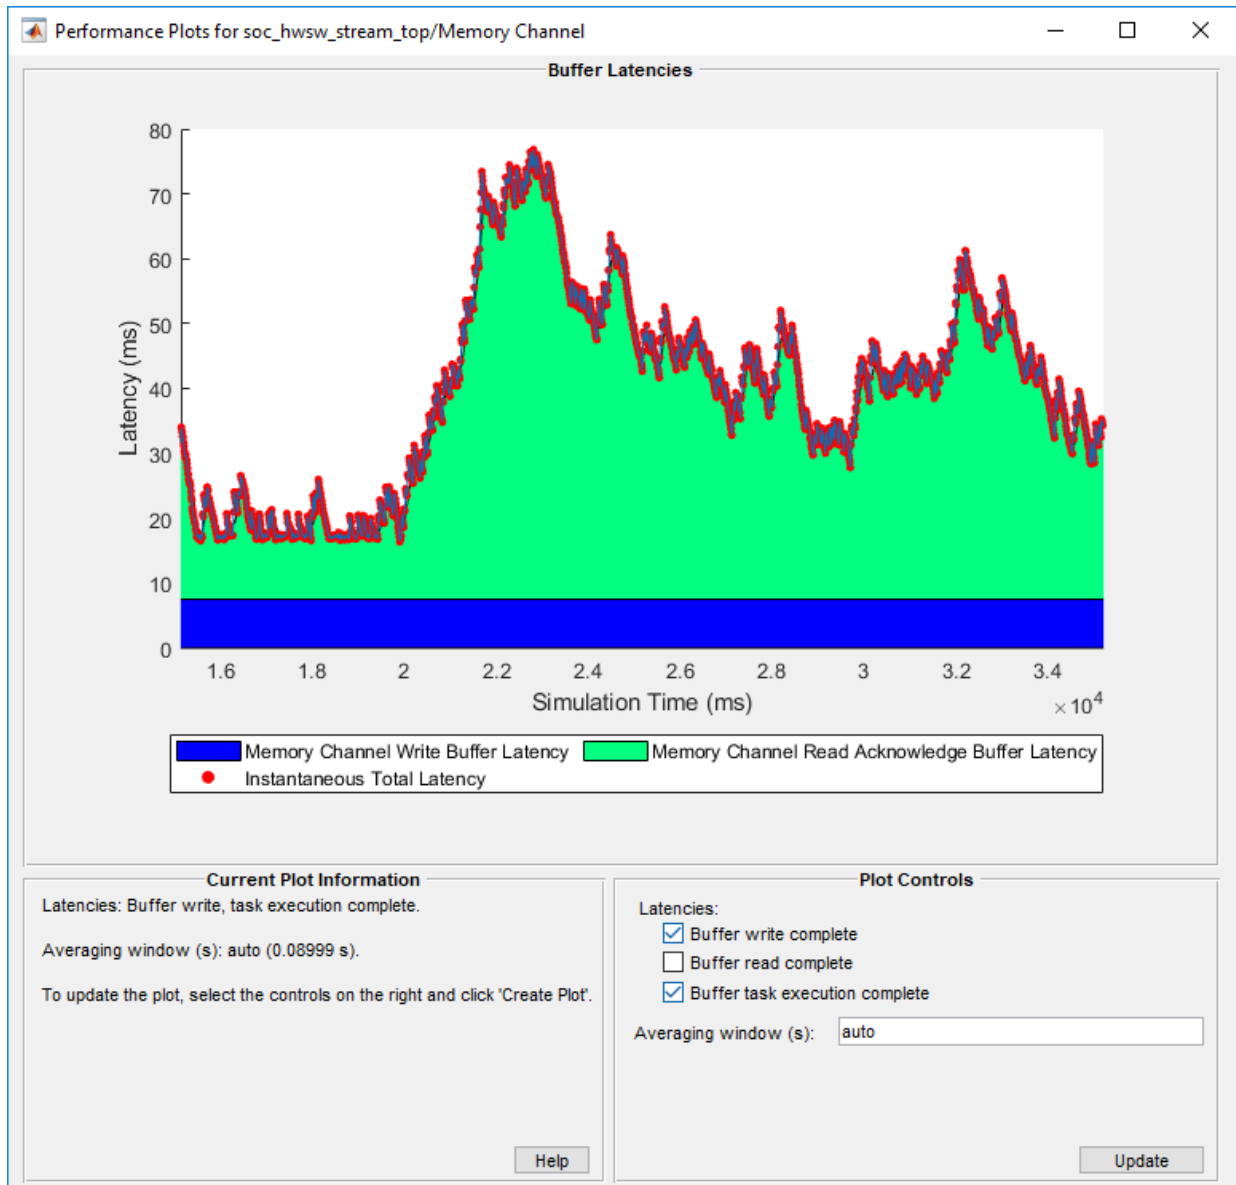 Performance Plots for soc_hwsw_stream_top/Memory Channel
Buffer Latencies
80
70
60
50
40
30
20
10
0
Latency (ms)
1.6 1.8 2 2.2 2.4 2.6 2.8 3 3.2 3.4
Simulation Time (ms)
×10^4
Memory Channel Write Buffer Latency Memory Channel Read Acknowledge Buffer Latency
Instantaneous Total Latency
Current Plot Information
Latencies: Buffer write, task execution complete.
Averaging window (s): auto (0.08999 s).
To update the plot, select the controls on the right and click 'Create Plot'.
Help
Plot Controls
Latencies:
Buffer write complete
Buffer read complete
Buffer task execution complete
Averaging window (s): auto
Update